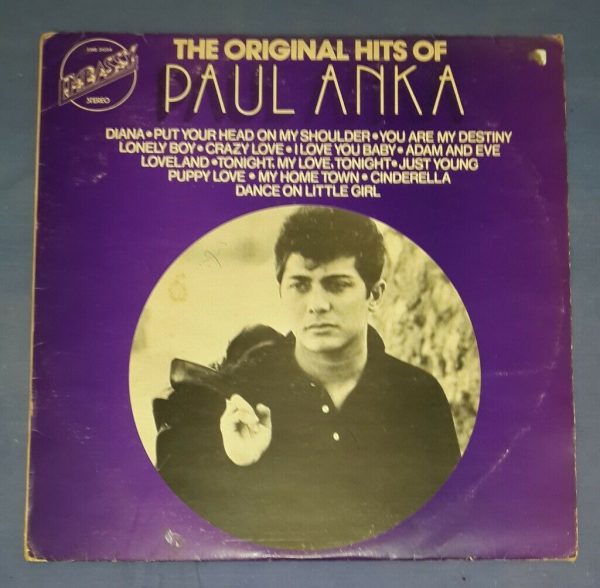 EMBASSY
STEREO
THE ORIGINAL HITS OF
PAUL ANKA
DIANA • PUT YOUR HEAD ON MY SHOULDER • YOU ARE MY DESTINY
LONELY BOY • CRAZY LOVE • I LOVE YOU BABY • ADAM AND EVE
LOVELAND • TONIGHT, MY LOVE, TONIGHT • JUST YOUNG
PUPPY LOVE • MY HOME TOWN • CINDERELLA
DANCE ON LITTLE GIRL